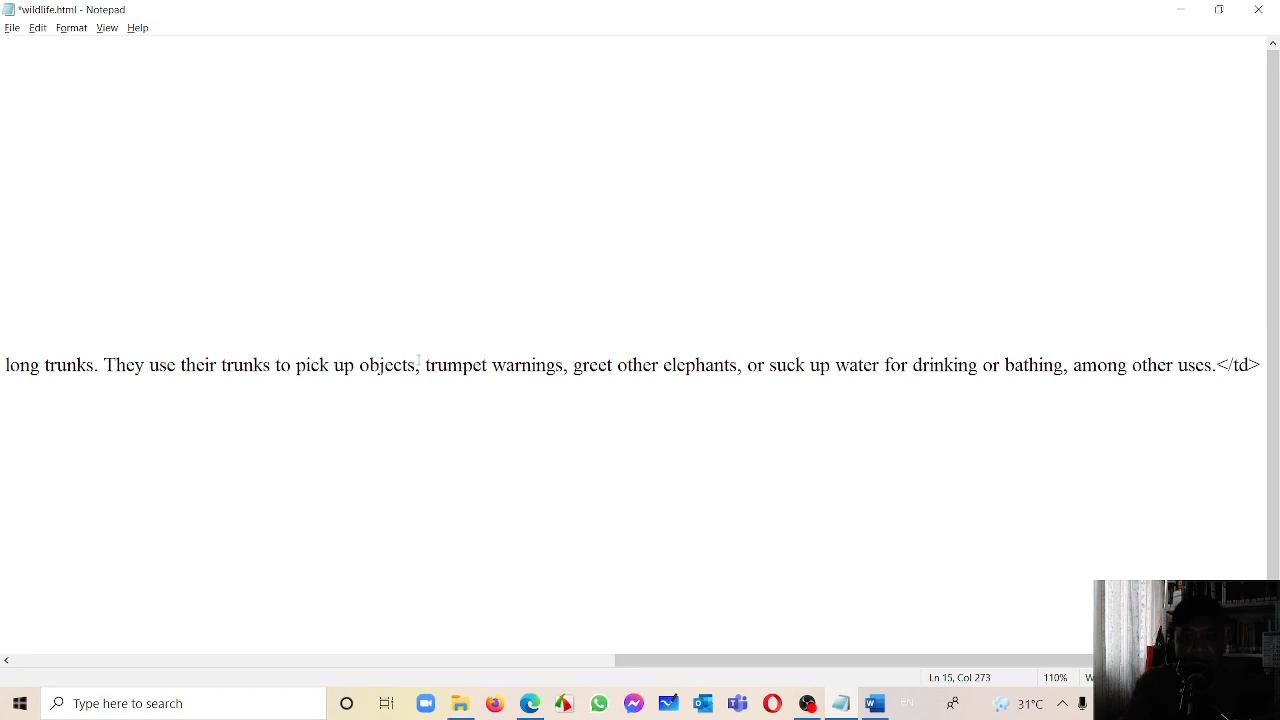 *wildlife.html - Notepad
File Edit Format View Help
long trunks. They use their trunks to pick up objects, trumpet warnings, greet other elephants, or suck up water for drinking or bathing, among other uses.</td>
Ln 15, Col 273 110% W
Type here to search EN 31°C